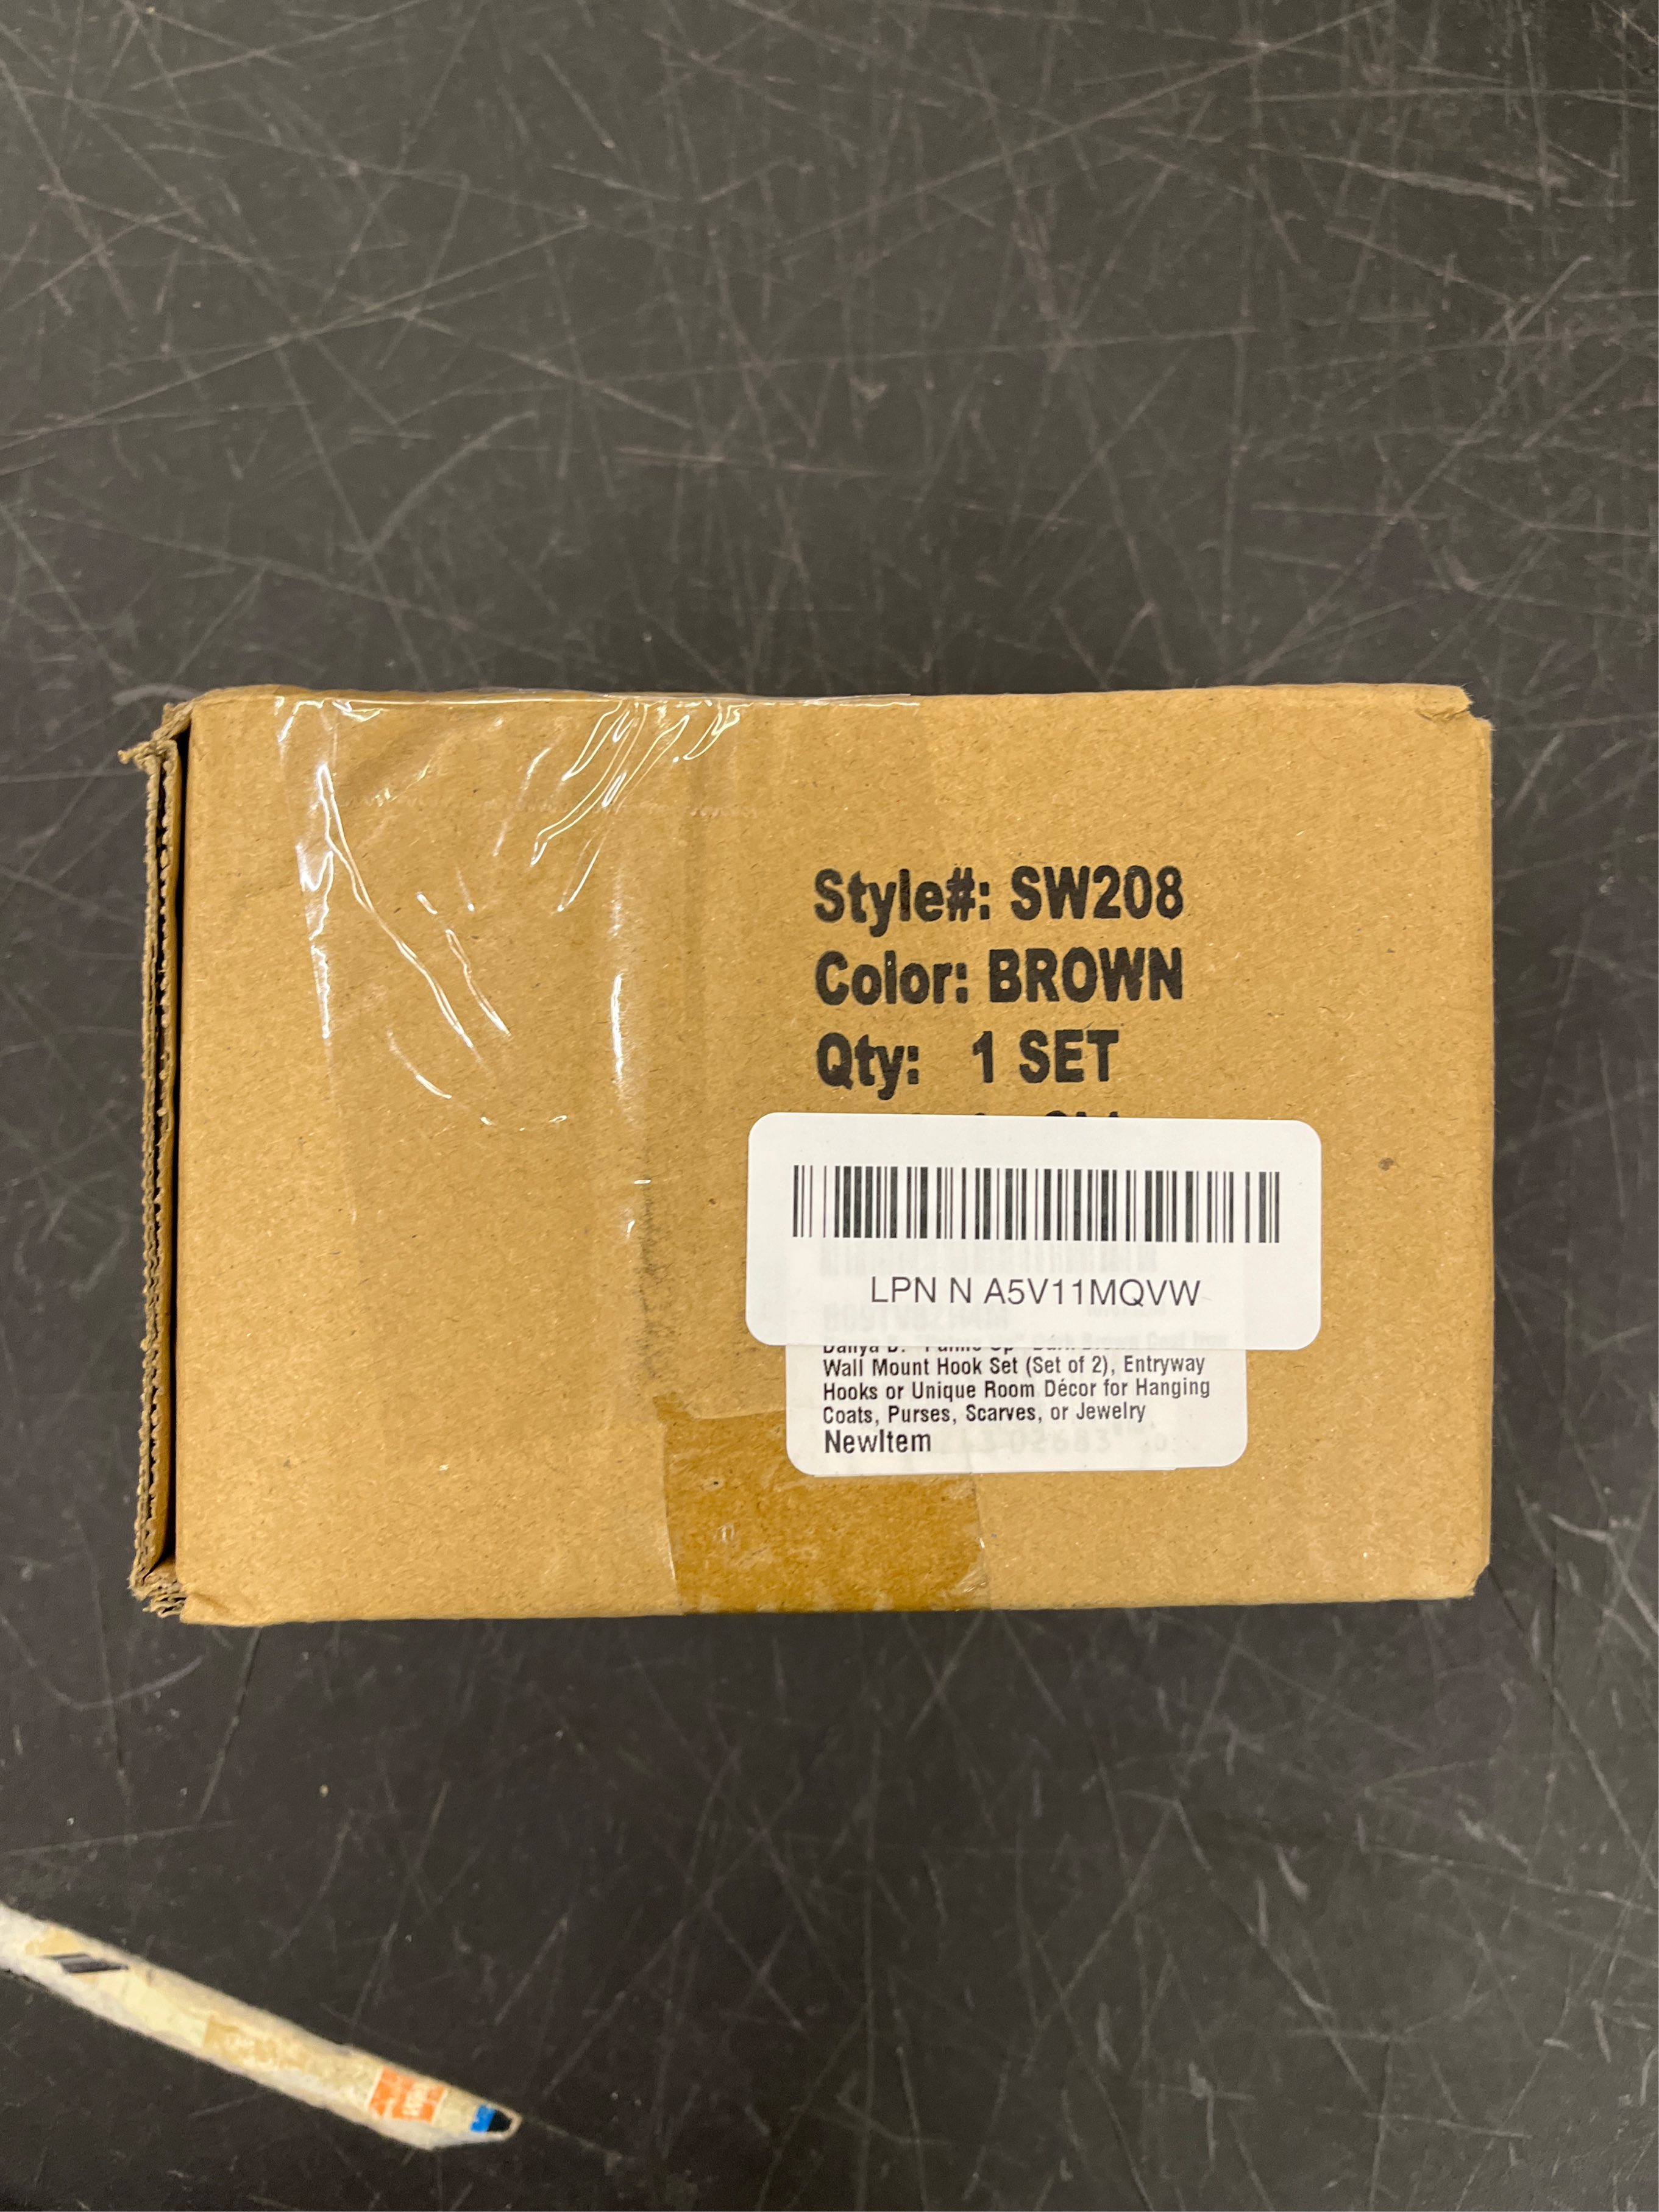 Style#: SW208
Color: BROWN
Qty: 1 SET
LPN N A5V11MQVW
Wall Mount Hook Set (Set of 2), Entryway
Hooks or Unique Room Décor for Hanging
Coats, Purses, Scarves, or Jewelry
NewItem